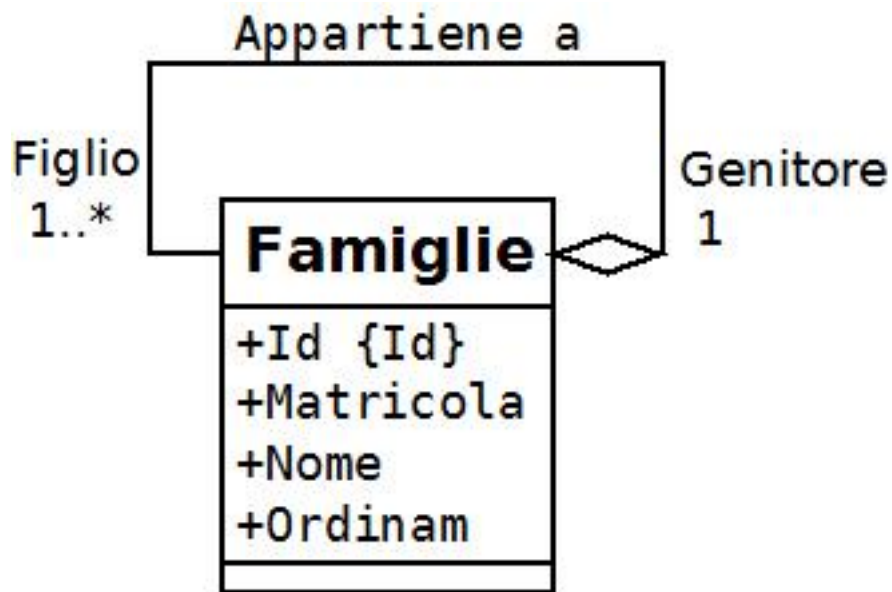 Appartiene a
Figlio
1..*
Genitore
1
Famiglie
+Id {Id}
+Matricola
+Nome
+Ordinam